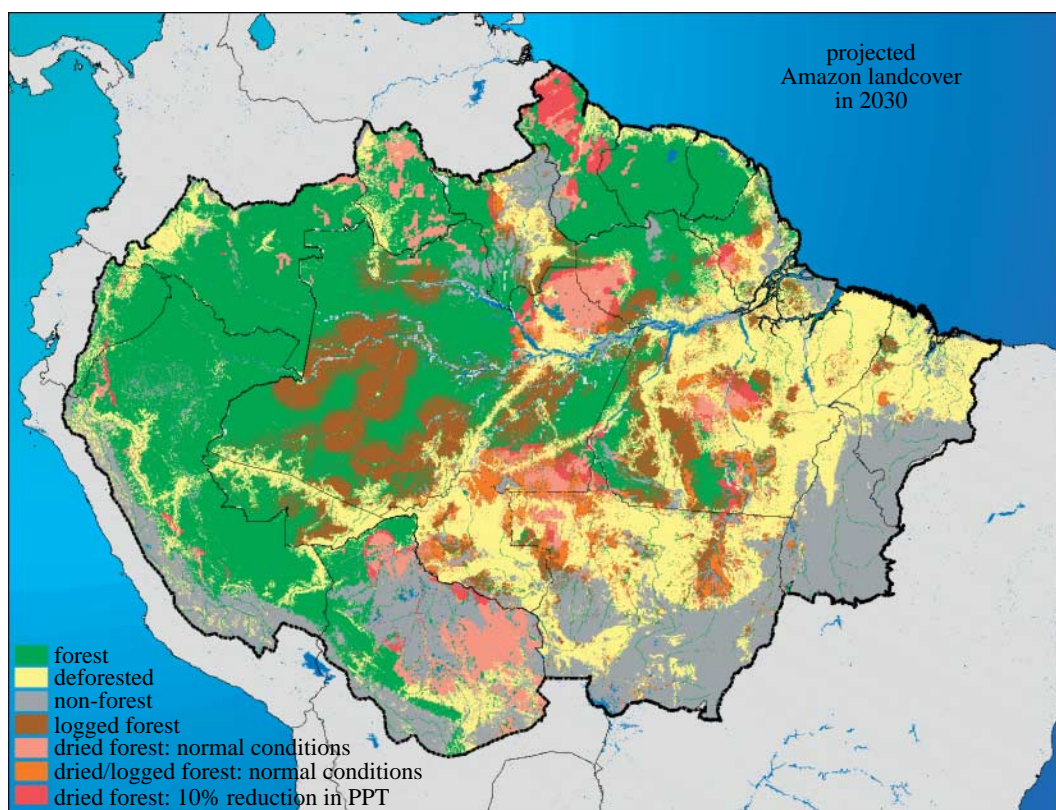 projected
Amazon landcover
in 2030
forest
deforested
non-forest
logged forest
dried forest: normal conditions
dried/logged forest: normal conditions
dried forest: 10% reduction in PPT